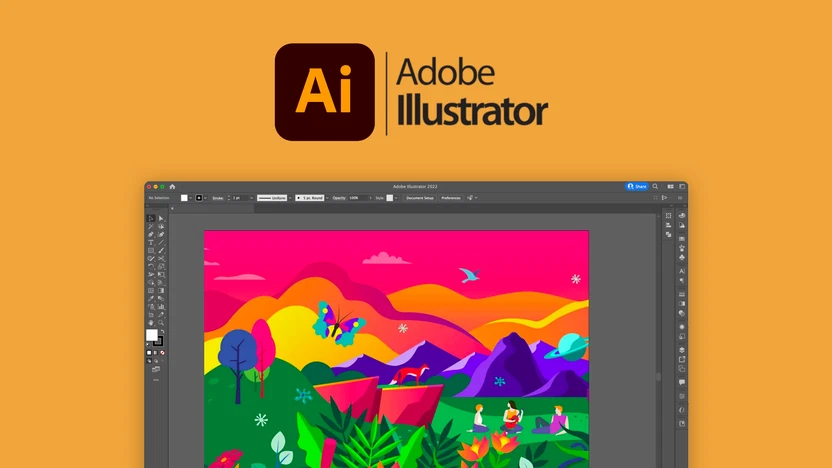 Ai
Adobe
Illustrator
Adobe Illustrator 2022
Share
No Selection
Stroke:
1 pt
Uniform
5 pt. Round
Opacity:
100%
Style:
Document Setup
Preferences